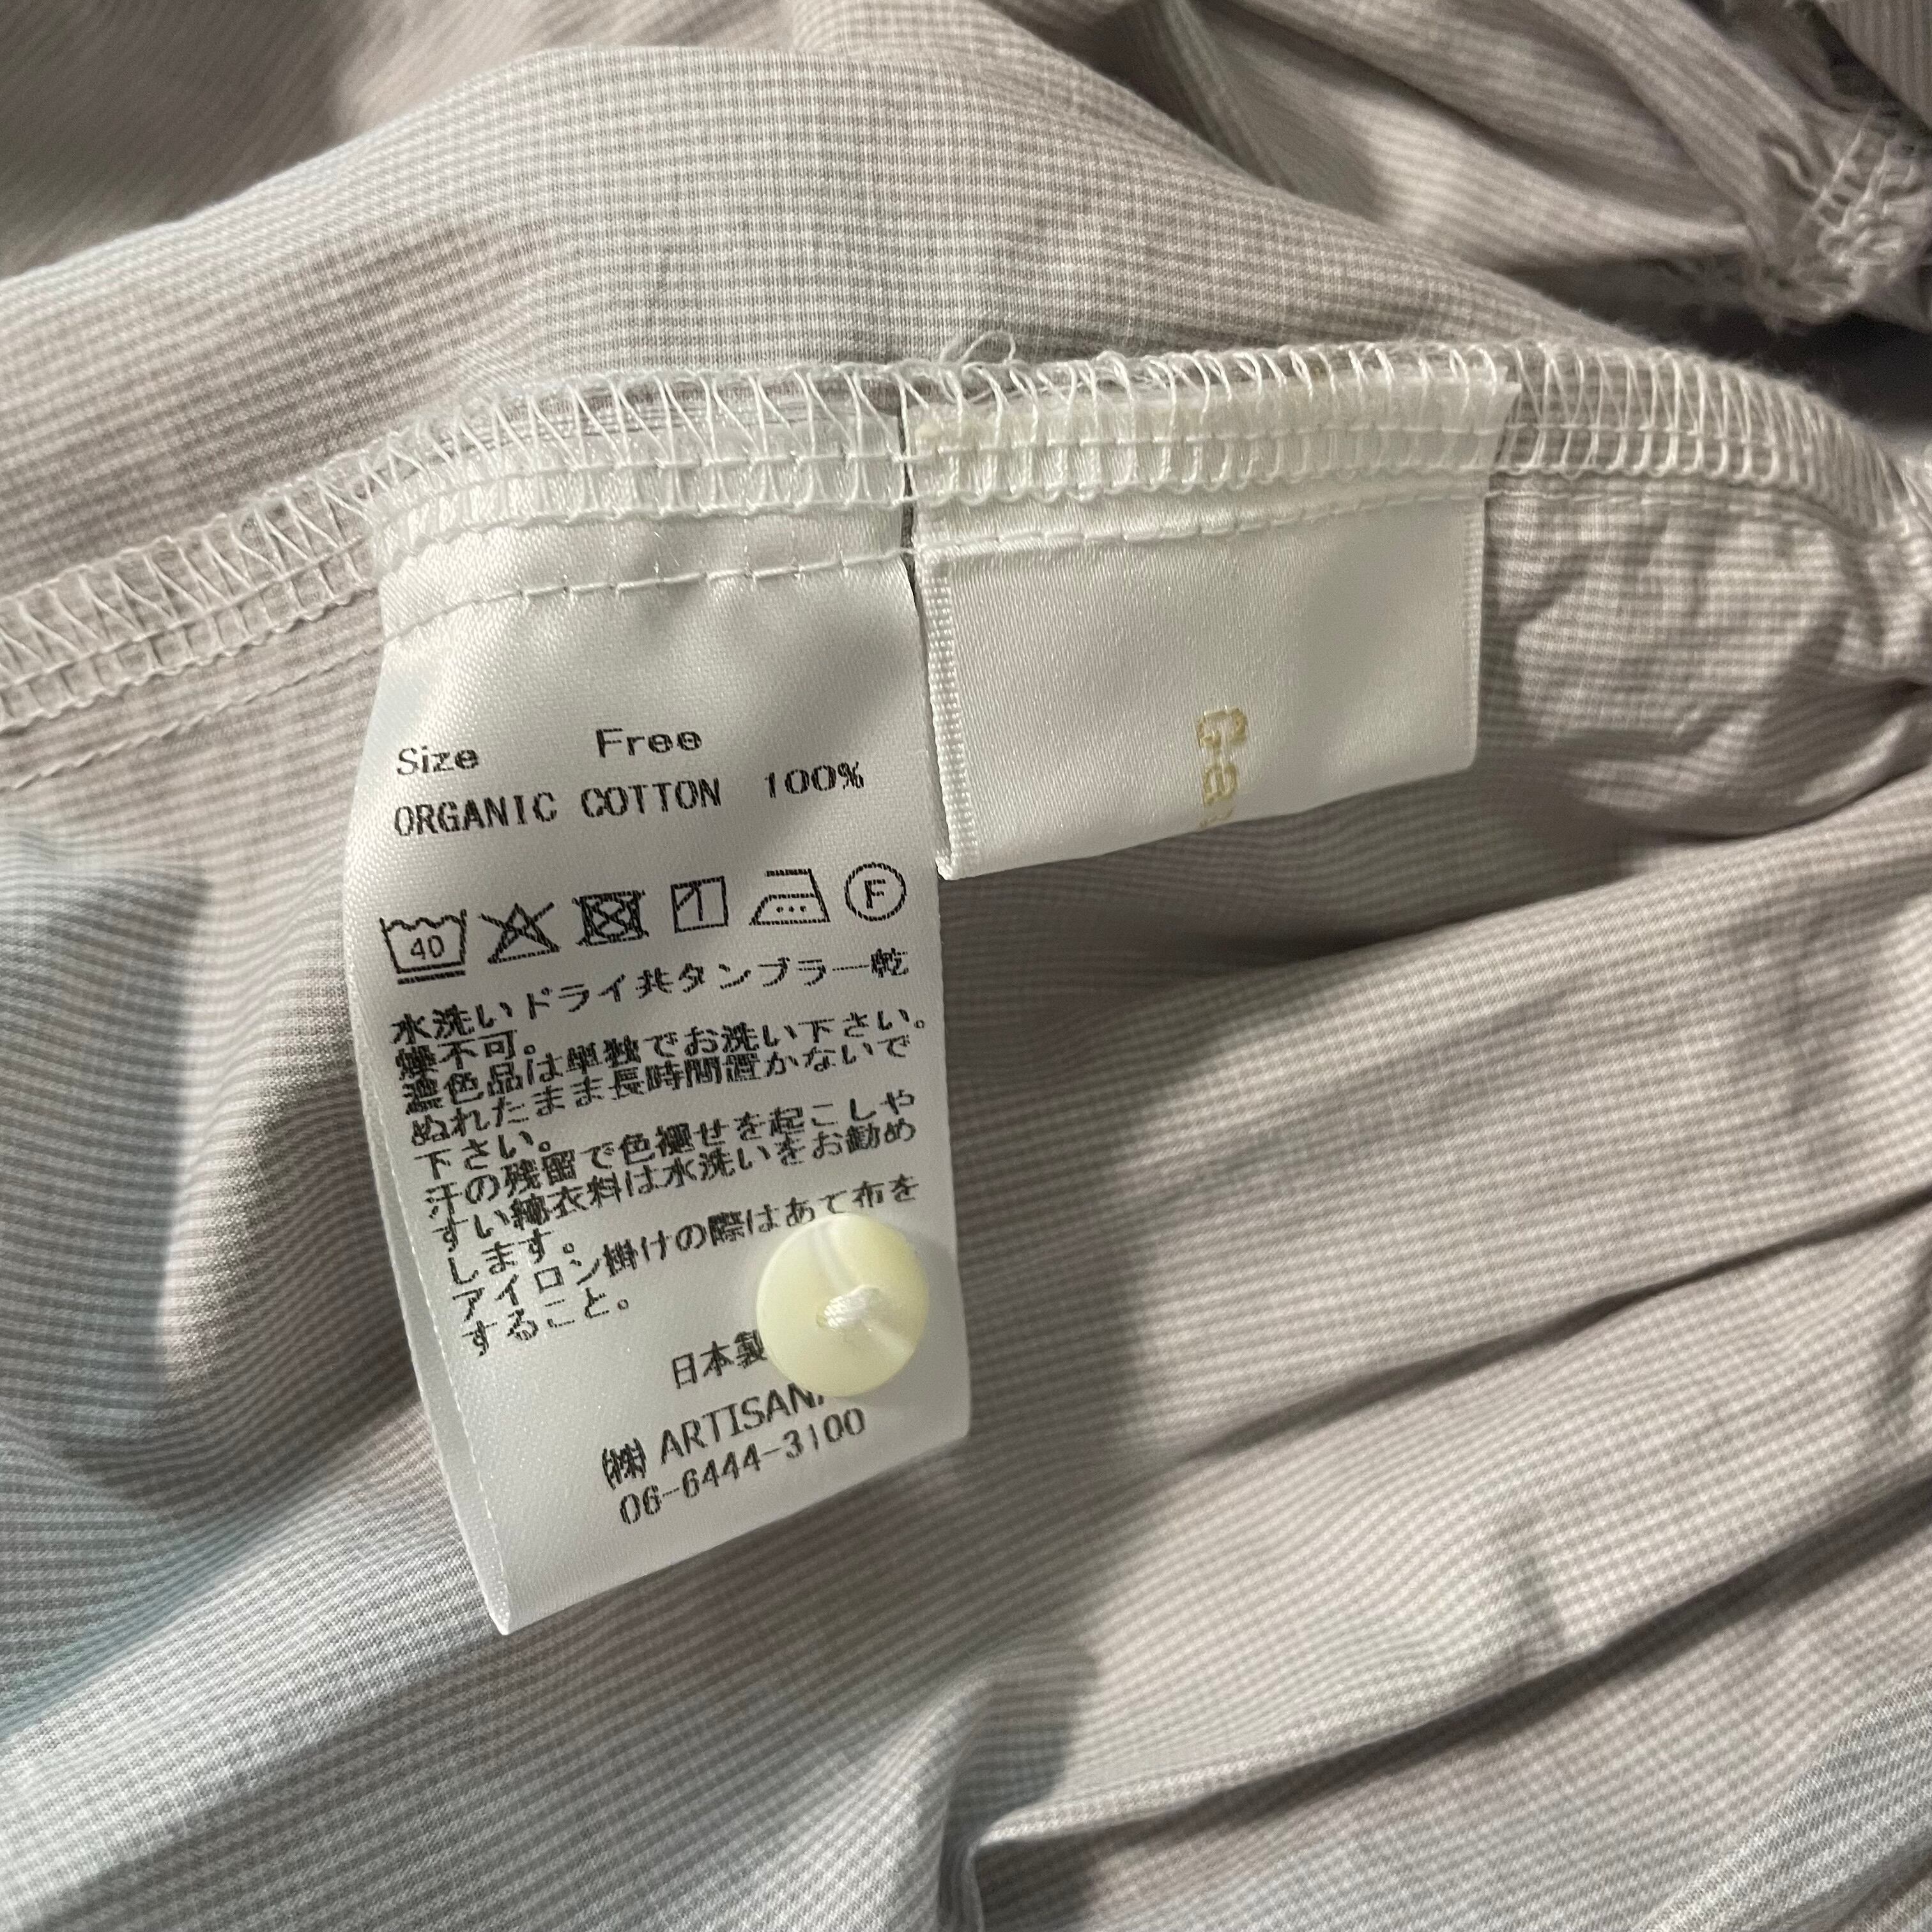 Size Free
ORGANIC COTTON 100%
40
F
水洗いドライ共タンブラー乾
燥不可。
濃色品は単独でお洗い下さい。
ぬれたまま長時間置かないで
下さい。
汗の残留で色褪せを起こしや
すい綿衣料は水洗いをお勧め
します。
アイロン掛けの際はあて布を
すること。
日本製
(株) ARTISAN
06-6444-3100